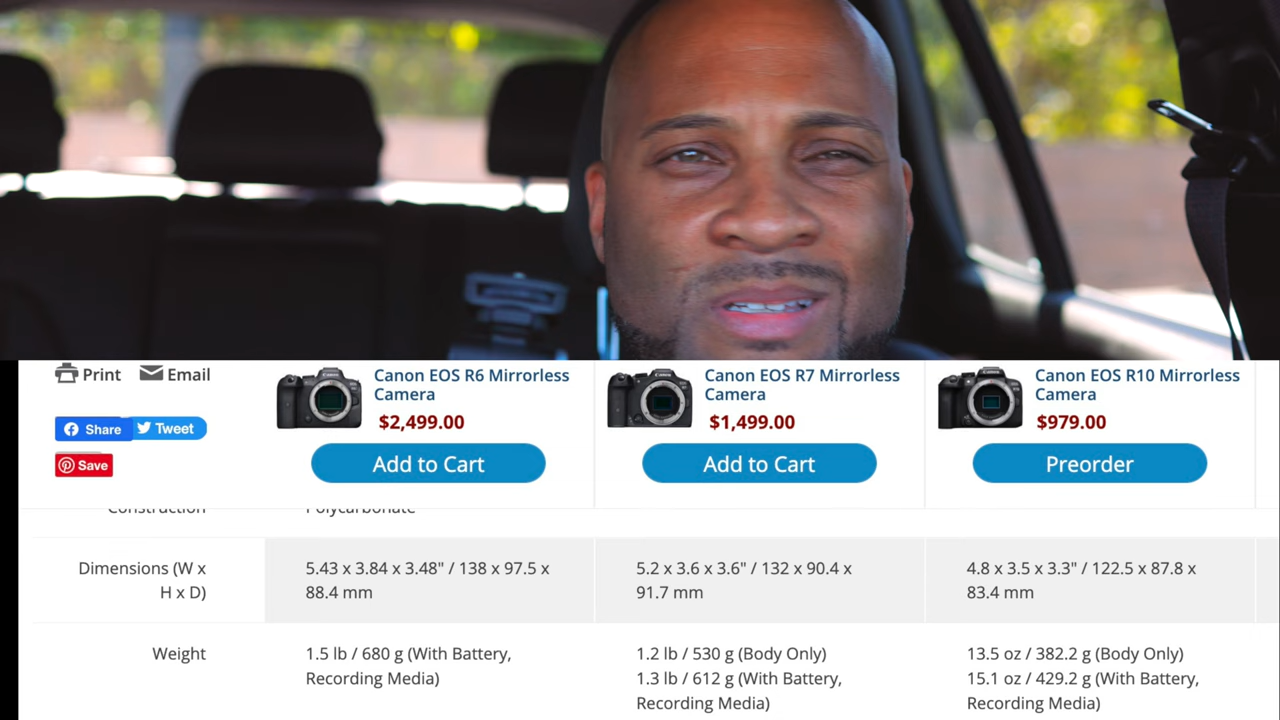 Print
Email
Share
Tweet
Save
Canon EOS R6 Mirrorless
Camera
$2,499.00
Add to Cart
Canon EOS R7 Mirrorless
Camera
$1,499.00
Add to Cart
Canon EOS R10 Mirrorless
Camera
$979.00
Preorder
Construction
Polycarbonate
Dimensions (W x
H x D)
5.43 x 3.84 x 3.48" / 138 x 97.5 x
88.4 mm
5.2 x 3.6 x 3.6" / 132 x 90.4 x
91.7 mm
4.8 x 3.5 x 3.3" / 122.5 x 87.8 x
83.4 mm
Weight
1.5 lb / 680 g (With Battery,
Recording Media)
1.2 lb / 530 g (Body Only)
1.3 lb / 612 g (With Battery,
Recording Media)
13.5 oz / 382.2 g (Body Only)
15.1 oz / 429.2 g (With Battery,
Recording Media)